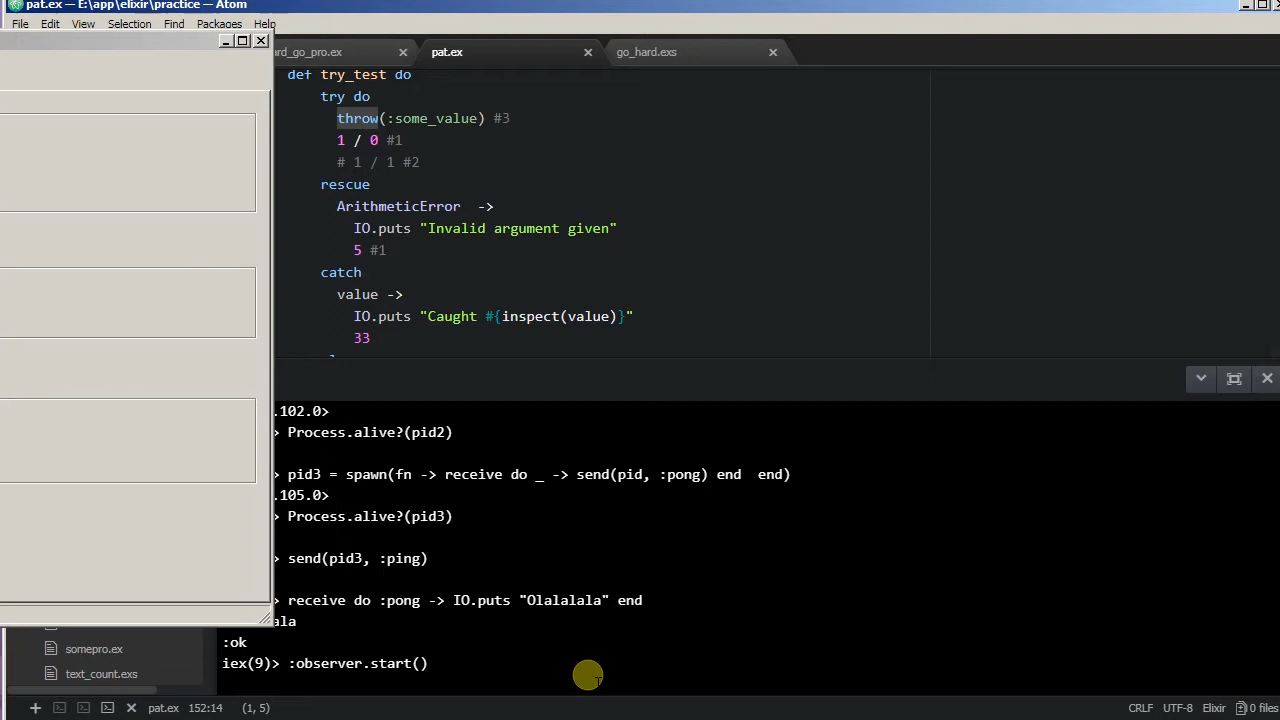 pat.ex — E:\app\elixir\practice — Atom
File Edit View Selection Find Packages Help
rd_go_pro.ex pat.ex go_hard.exs
def try_test do
try do
throw(:some_value) #3
1 / 0 #1
# 1 / 1 #2
rescue
ArithmeticError ->
IO.puts "Invalid argument given"
5 #1
catch
value ->
IO.puts "Caught #{inspect(value)}"
33
.102.0>
> Process.alive?(pid2)
> pid3 = spawn(fn -> receive do _ -> send(pid, :pong) end end)
.105.0>
> Process.alive?(pid3)
> send(pid3, :ping)
> receive do :pong -> IO.puts "Olalalala" end
ala
:ok
iex(9)> :observer.start()
somepro.ex
text_count.exs
pat.ex 152:14 (1, 5) CRLF UTF-8 Elixir 0 files